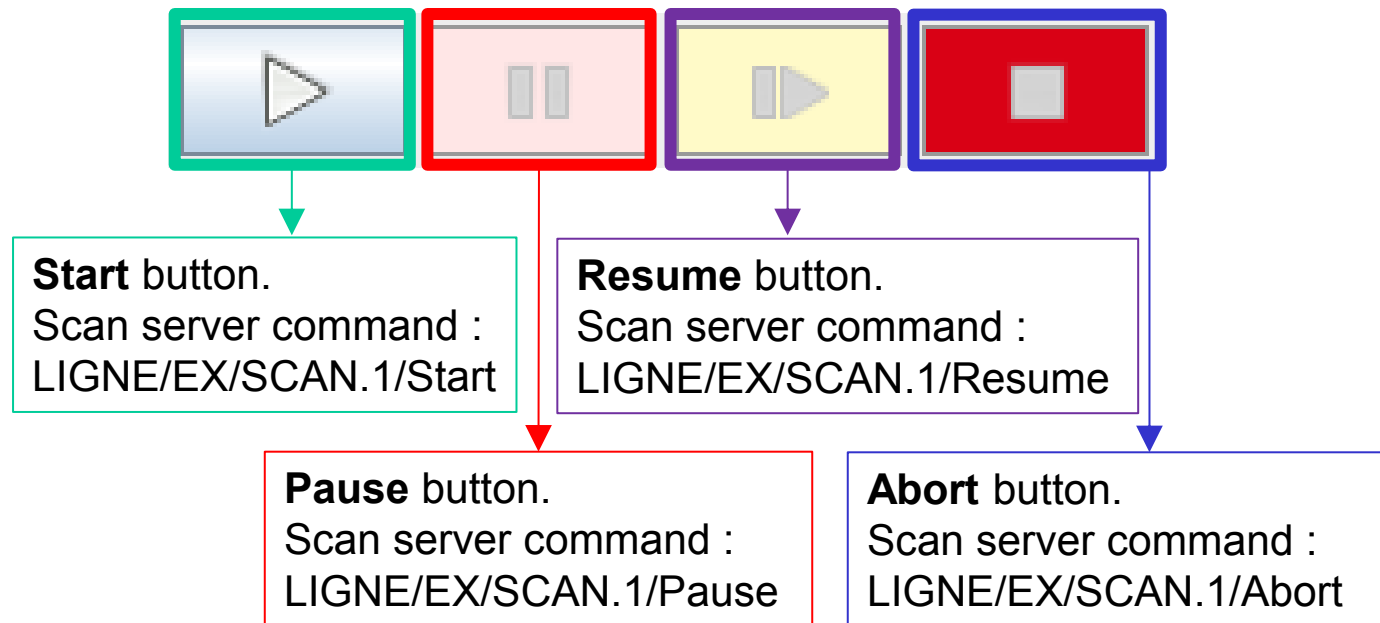 Start button.
Scan server command :
LIGNE/EX/SCAN.1/Start
Resume button.
Scan server command :
LIGNE/EX/SCAN.1/Resume
Pause button.
Scan server command :
LIGNE/EX/SCAN.1/Pause
Abort button.
Scan server command :
LIGNE/EX/SCAN.1/Abort